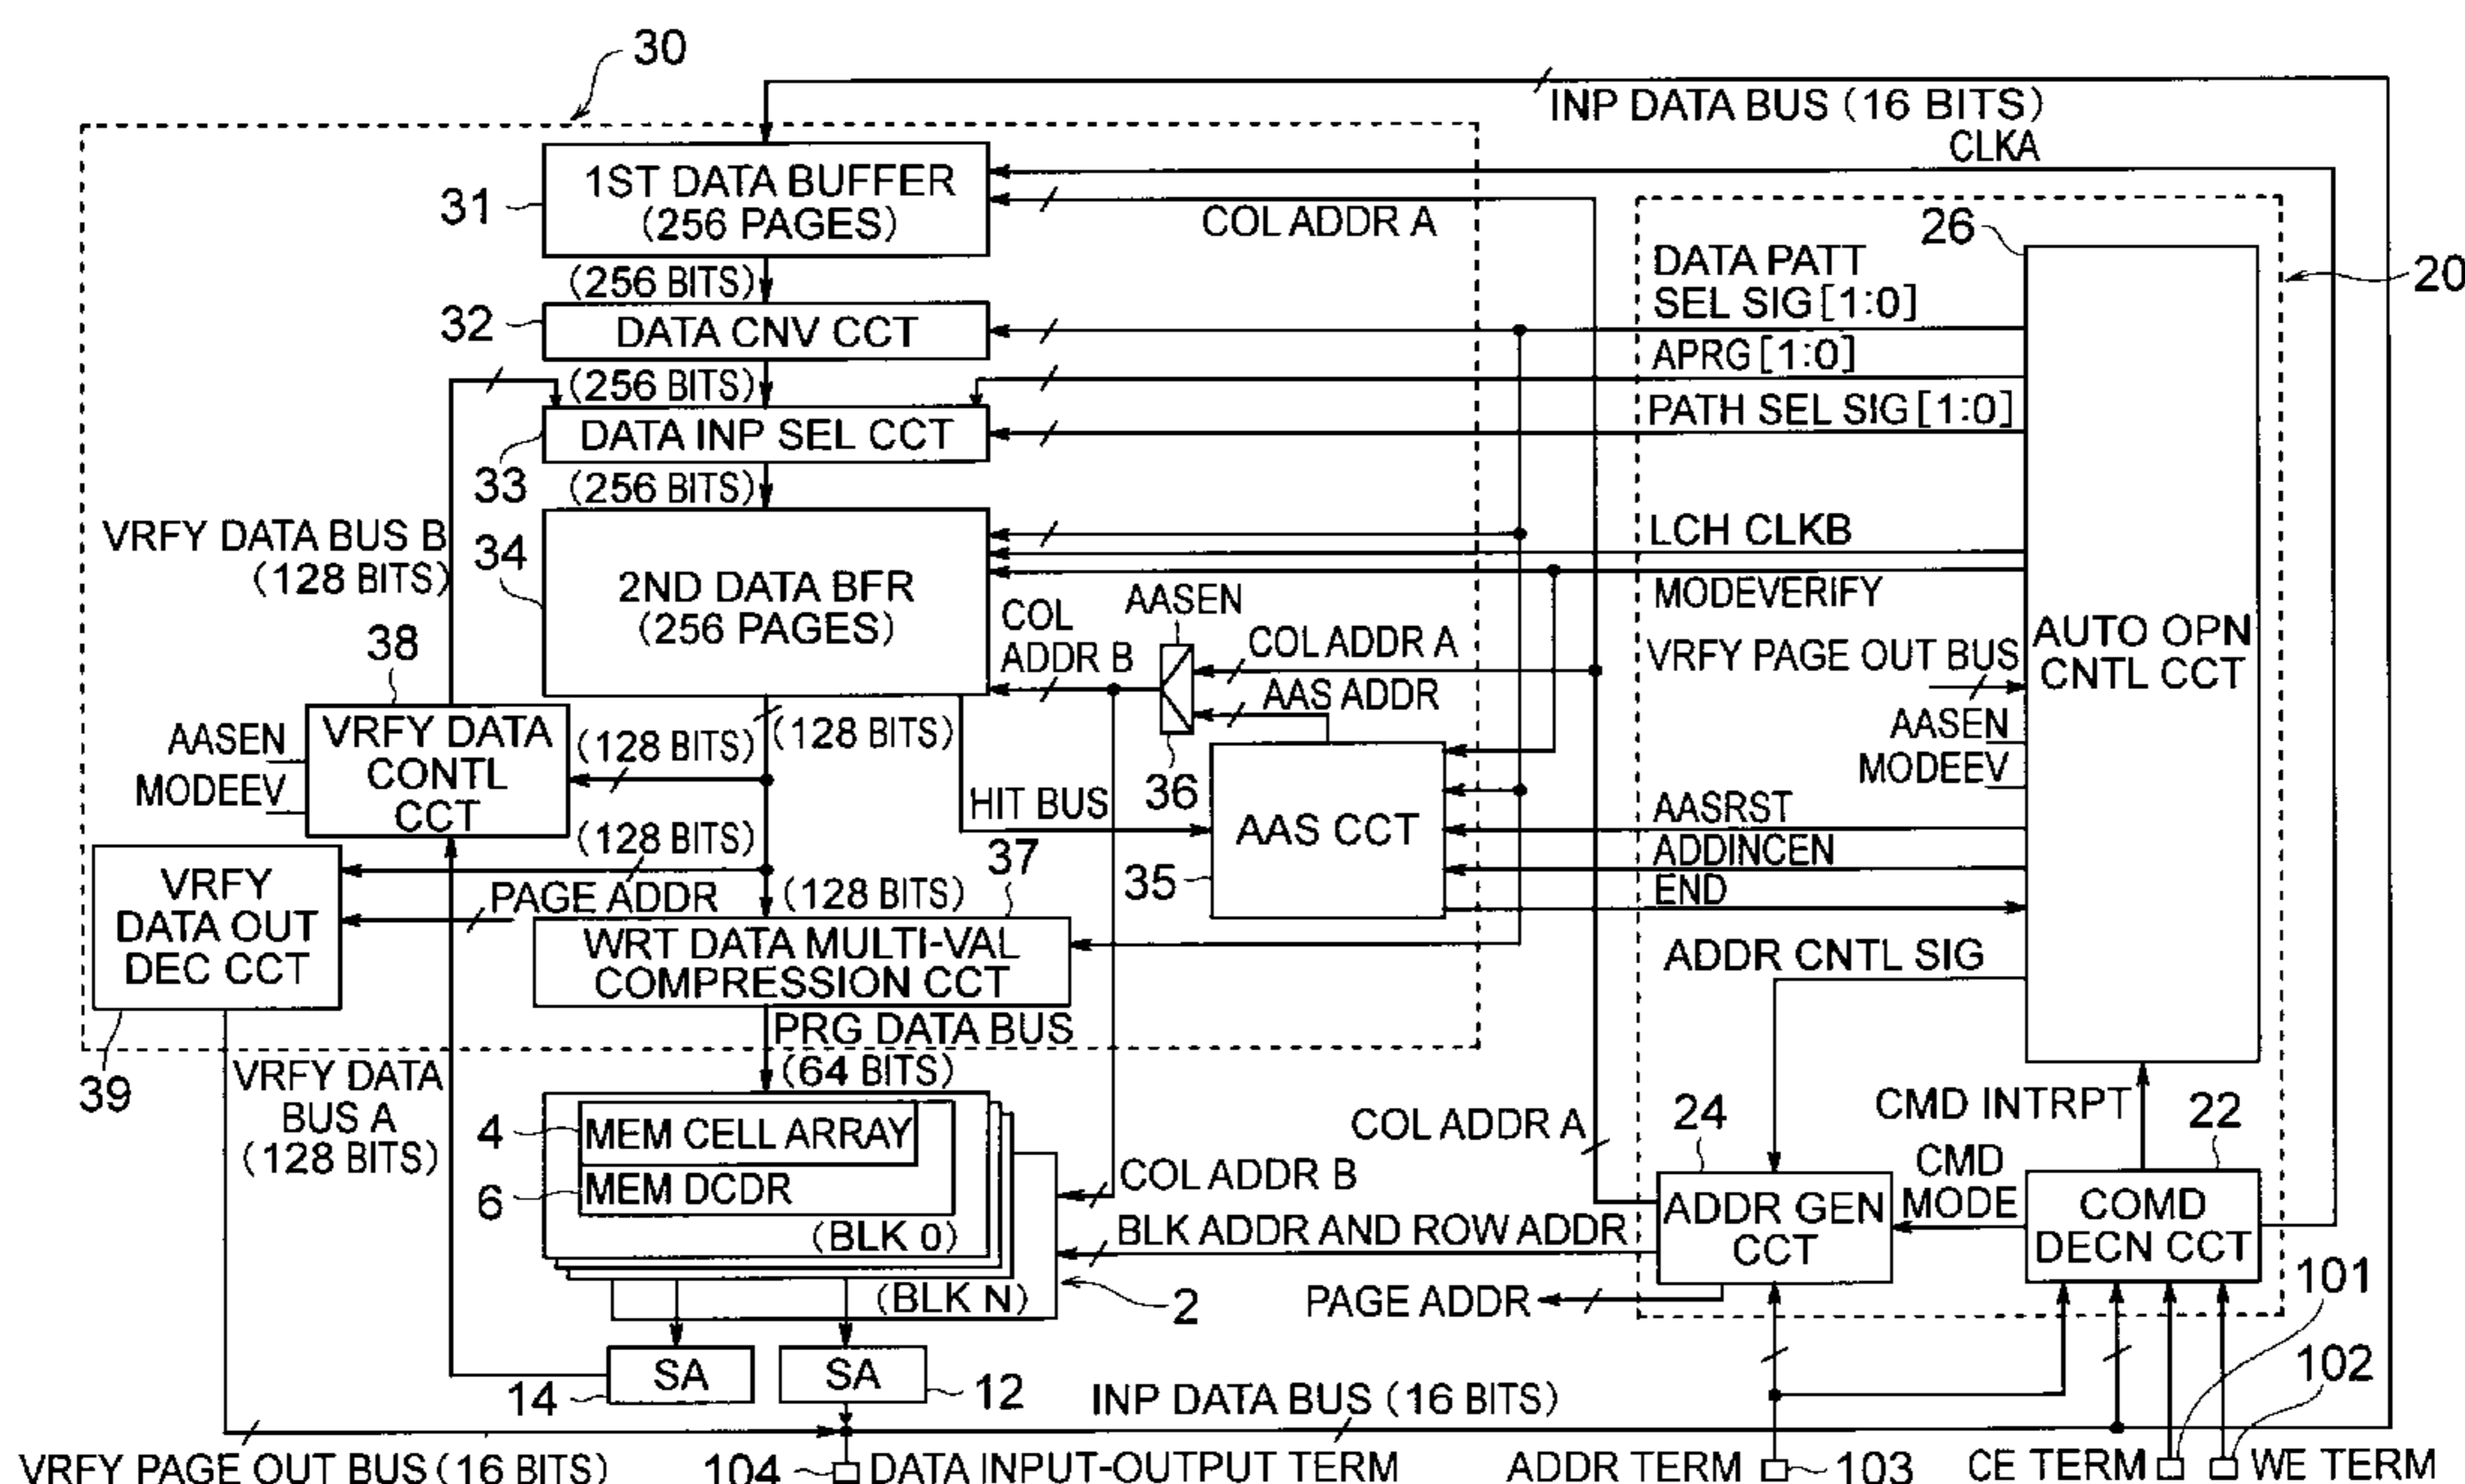 30
INP DATA BUS (16 BITS)
CLKA
1ST DATA BUFFER
(256 PAGES)
31
COL ADDR A
26
20
DATA PATT
SEL SIG [1:0]
(256 BITS)
32
DATA CNV CCT
APRG [1:0]
(256 BITS)
PATH SEL SIG [1:0]
DATA INP SEL CCT
33
(256 BITS)
VRFY DATA BUS B
(128 BITS)
34
2ND DATA BFR
(256 PAGES)
LCH CLKB
MODEVERIFY
AUTO OPN
CNTL CCT
COL
ADDR B
AASEN
COL ADDR A
VRFY PAGE OUT BUS
38
AAS ADDR
AASEN
MODEEV
VRFY DATA
CONTL
CCT
(128 BITS)
(128 BITS)
36
AASEN
MODEEV
HIT BUS
AAS CCT
AASRST
ADDINCEN
END
35
(128 BITS)
37
VRFY
DATA OUT
DEC CCT
PAGE ADDR
(128 BITS)
WRT DATA MULTI-VAL
COMPRESSION CCT
ADDR CNTL SIG
PRG DATA BUS
(64 BITS)
39
VRFY DATA
BUS A
(128 BITS)
4
MEM CELL ARRAY
6
MEM DCDR
(BLK 0)
(BLK N)
2
COL ADDR A
COL ADDR B
BLK ADDR AND ROW ADDR
PAGE ADDR
CMD INTRPT
24
22
ADDR GEN
CCT
CMD
MODE
COMD
DECN CCT
101
102
SA
14
SA
12
INP DATA BUS (16 BITS)
VRFY PAGE OUT BUS (16 BITS)
104
DATA INPUT-OUTPUT TERM
ADDR TERM
103
CE TERM
WE TERM